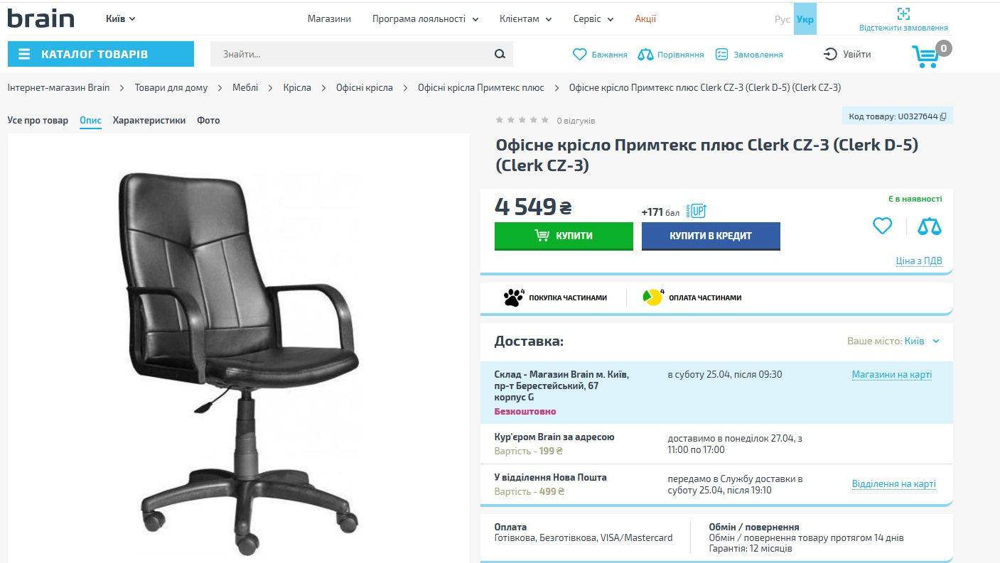 brain
Київ
Магазини
Програма лояльності
Клієнтам
Сервіс
Акції
Рус
Укр
Відстежити замовлення
КАТАЛОГ ТОВАРІВ
Знайти...
Бажання
Порівняння
Замовлення
Увійти
0
Інтернет-магазин Brain
Товари для дому
Меблі
Крісла
Офісні крісла
Офісні крісла Примтекс плюс
Офісне крісло Примтекс плюс Clerk CZ-3 (Clerk D-5) (Clerk CZ-3)
Усе про товар
Опис
Характеристики
Фото
0 відгуків
Код товару: U0327644
Офісне крісло Примтекс плюс Clerk CZ-3 (Clerk D-5)
(Clerk CZ-3)
4 549 ₴
+171 бал
BRAIN UP
Є в наявності
КУПИТИ
КУПИТИ В КРЕДИТ
Ціна з ПДВ
4
ПОКУПКА ЧАСТИНАМИ
4
ОПЛАТА ЧАСТИНАМИ
Доставка:
Ваше місто: Київ
Склад - Магазин Brain м. Київ,
пр-т Берестейський, 67
корпус G
Безкоштовно
в суботу 25.04, після 09:30
Магазини на карті
Кур'єром Brain за адресою
Вартість - 199 ₴
доставимо в понеділок 27.04, з
11:00 по 17:00
У відділення Нова Пошта
Вартість - 499 ₴
передамо в Службу доставки в
суботу 25.04, після 19:10
Відділення на карті
Оплата
Готівкова, Безготівкова, VISA/Mastercard
Обмін / повернення
Обмін / повернення товару протягом 14 днів
Гарантія: 12 місяців